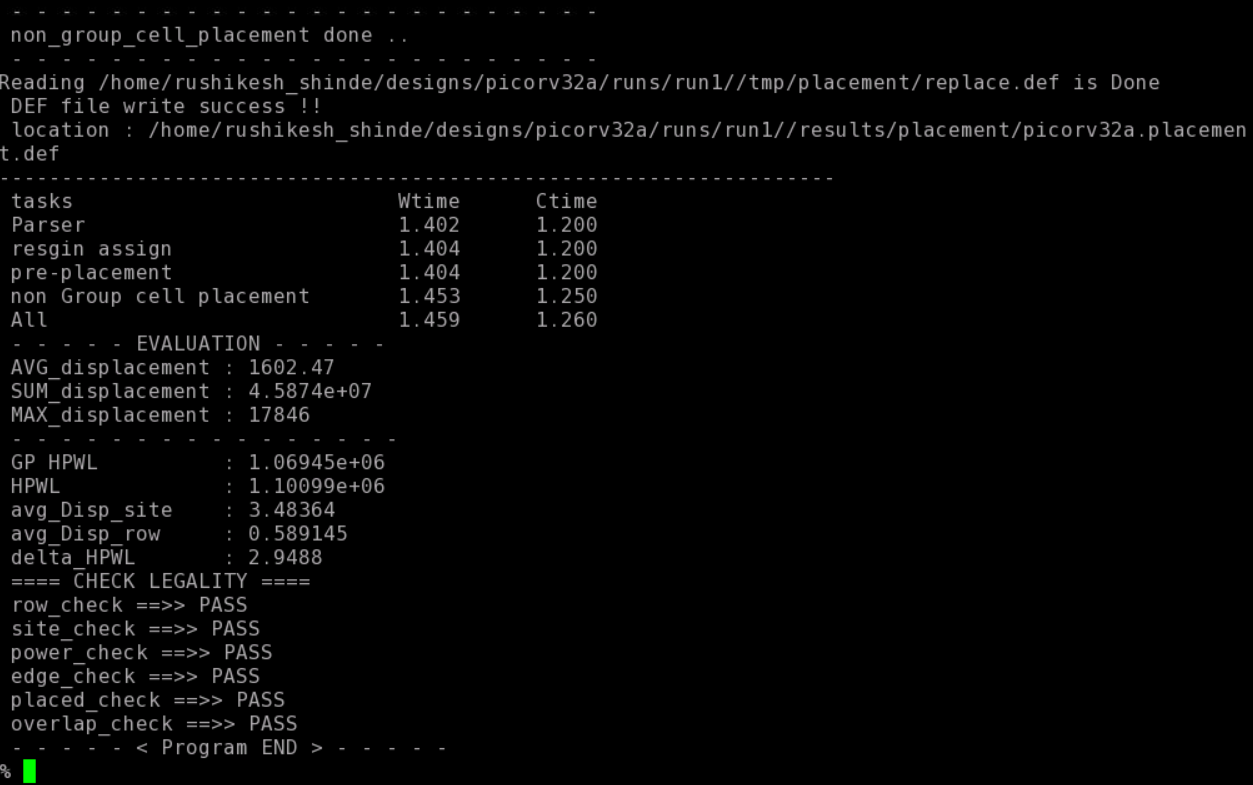 - - - - - - - - - - - - - - - - - - - - - - - -
non_group_cell_placement done ..
- - - - - - - - - - - - - - - - - - - - - - - -
Reading /home/rushikesh_shinde/designs/picorv32a/runs/run1//tmp/placement/replace.def is Done
DEF file write success !!
location : /home/rushikesh_shinde/designs/picorv32a/runs/run1//results/placement/picorv32a.placemen
t.def
-------------------------------------------------------------------
tasks Wtime Ctime
Parser 1.402 1.200
resgin assign 1.404 1.200
pre-placement 1.404 1.200
non Group cell placement 1.453 1.250
All 1.459 1.260
- - - - - EVALUATION - - - - -
AVG_displacement : 1602.47
SUM_displacement : 4.5874e+07
MAX_displacement : 17846
- - - - - - - - - - - - - - - -
GP HPWL : 1.06945e+06
HPWL : 1.10099e+06
avg_Disp_site : 3.48364
avg_Disp_row : 0.589145
delta_HPWL : 2.9488
==== CHECK LEGALITY ====
row_check ==>> PASS
site_check ==>> PASS
power_check ==>> PASS
edge_check ==>> PASS
placed_check ==>> PASS
overlap_check ==>> PASS
- - - - - < Program END > - - - - -
%